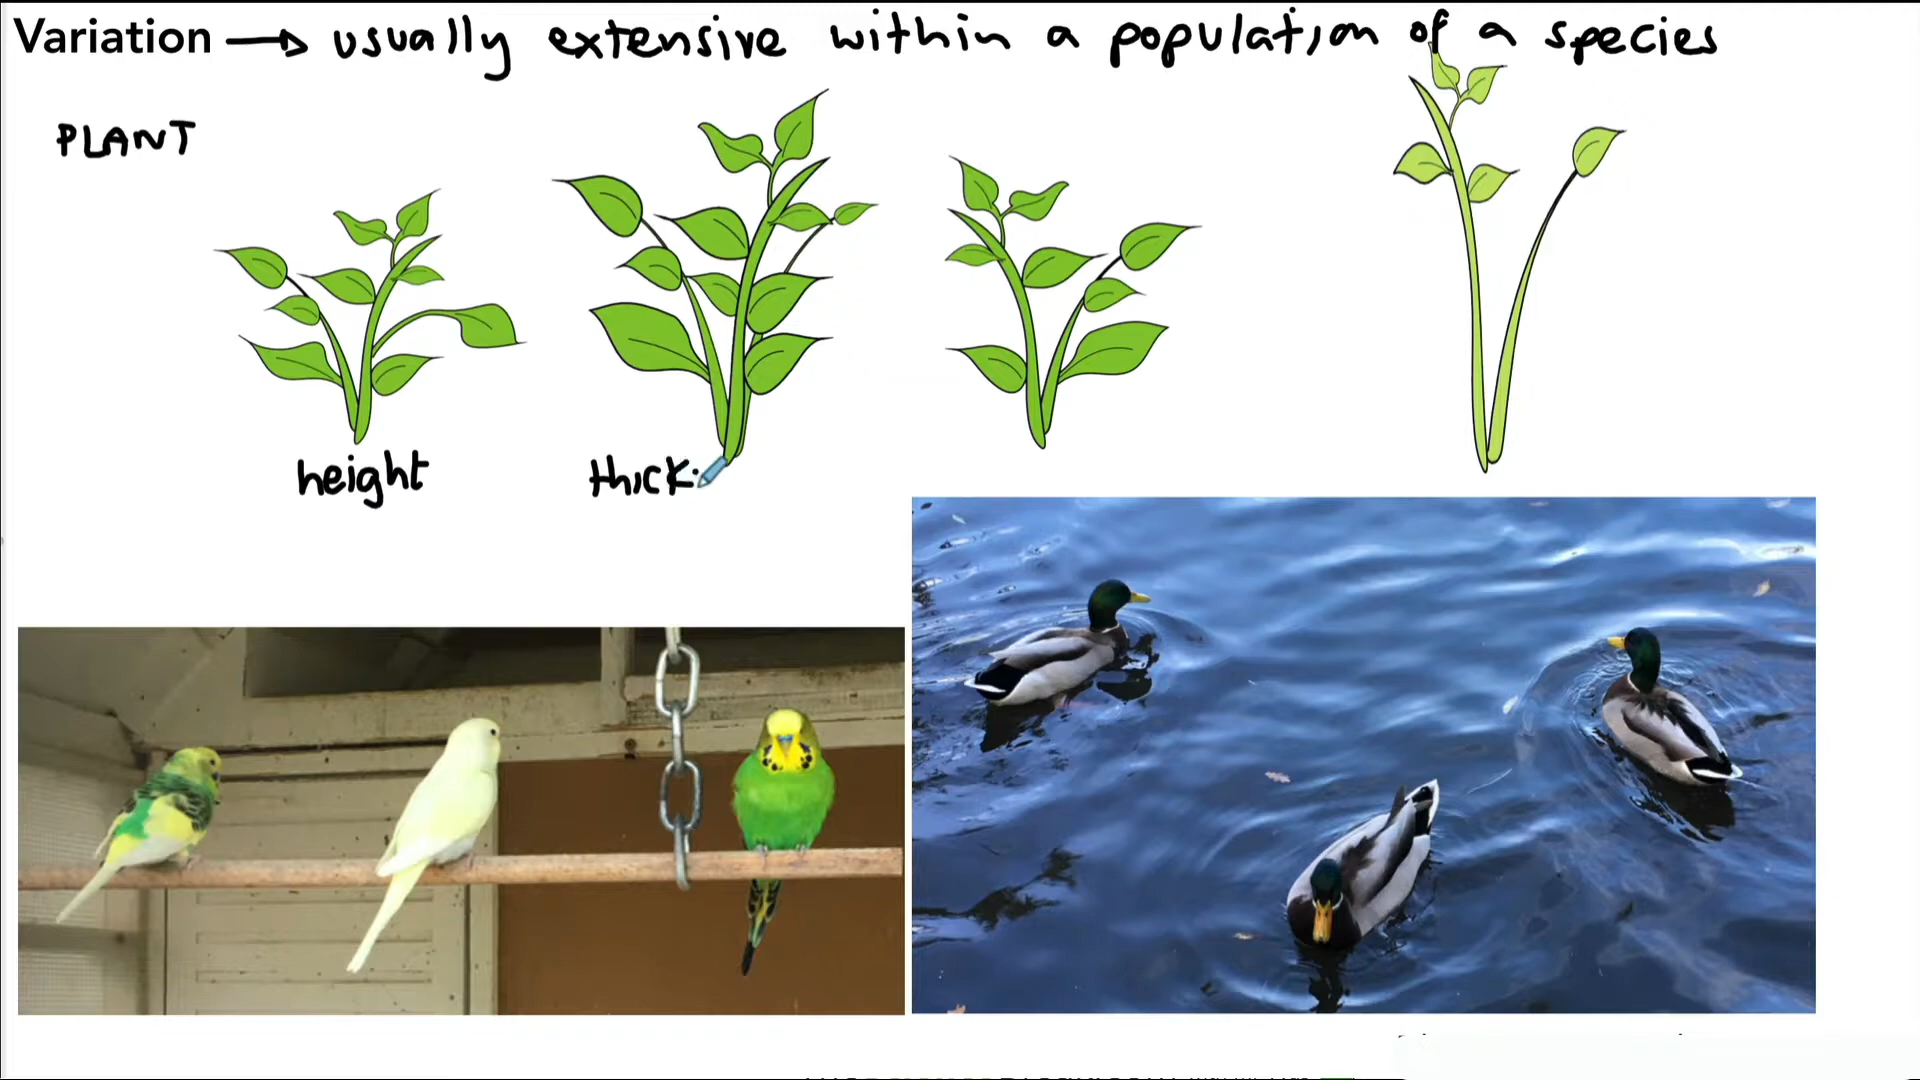 Variation → usually extensive within a population of a species
PLANT
height thick